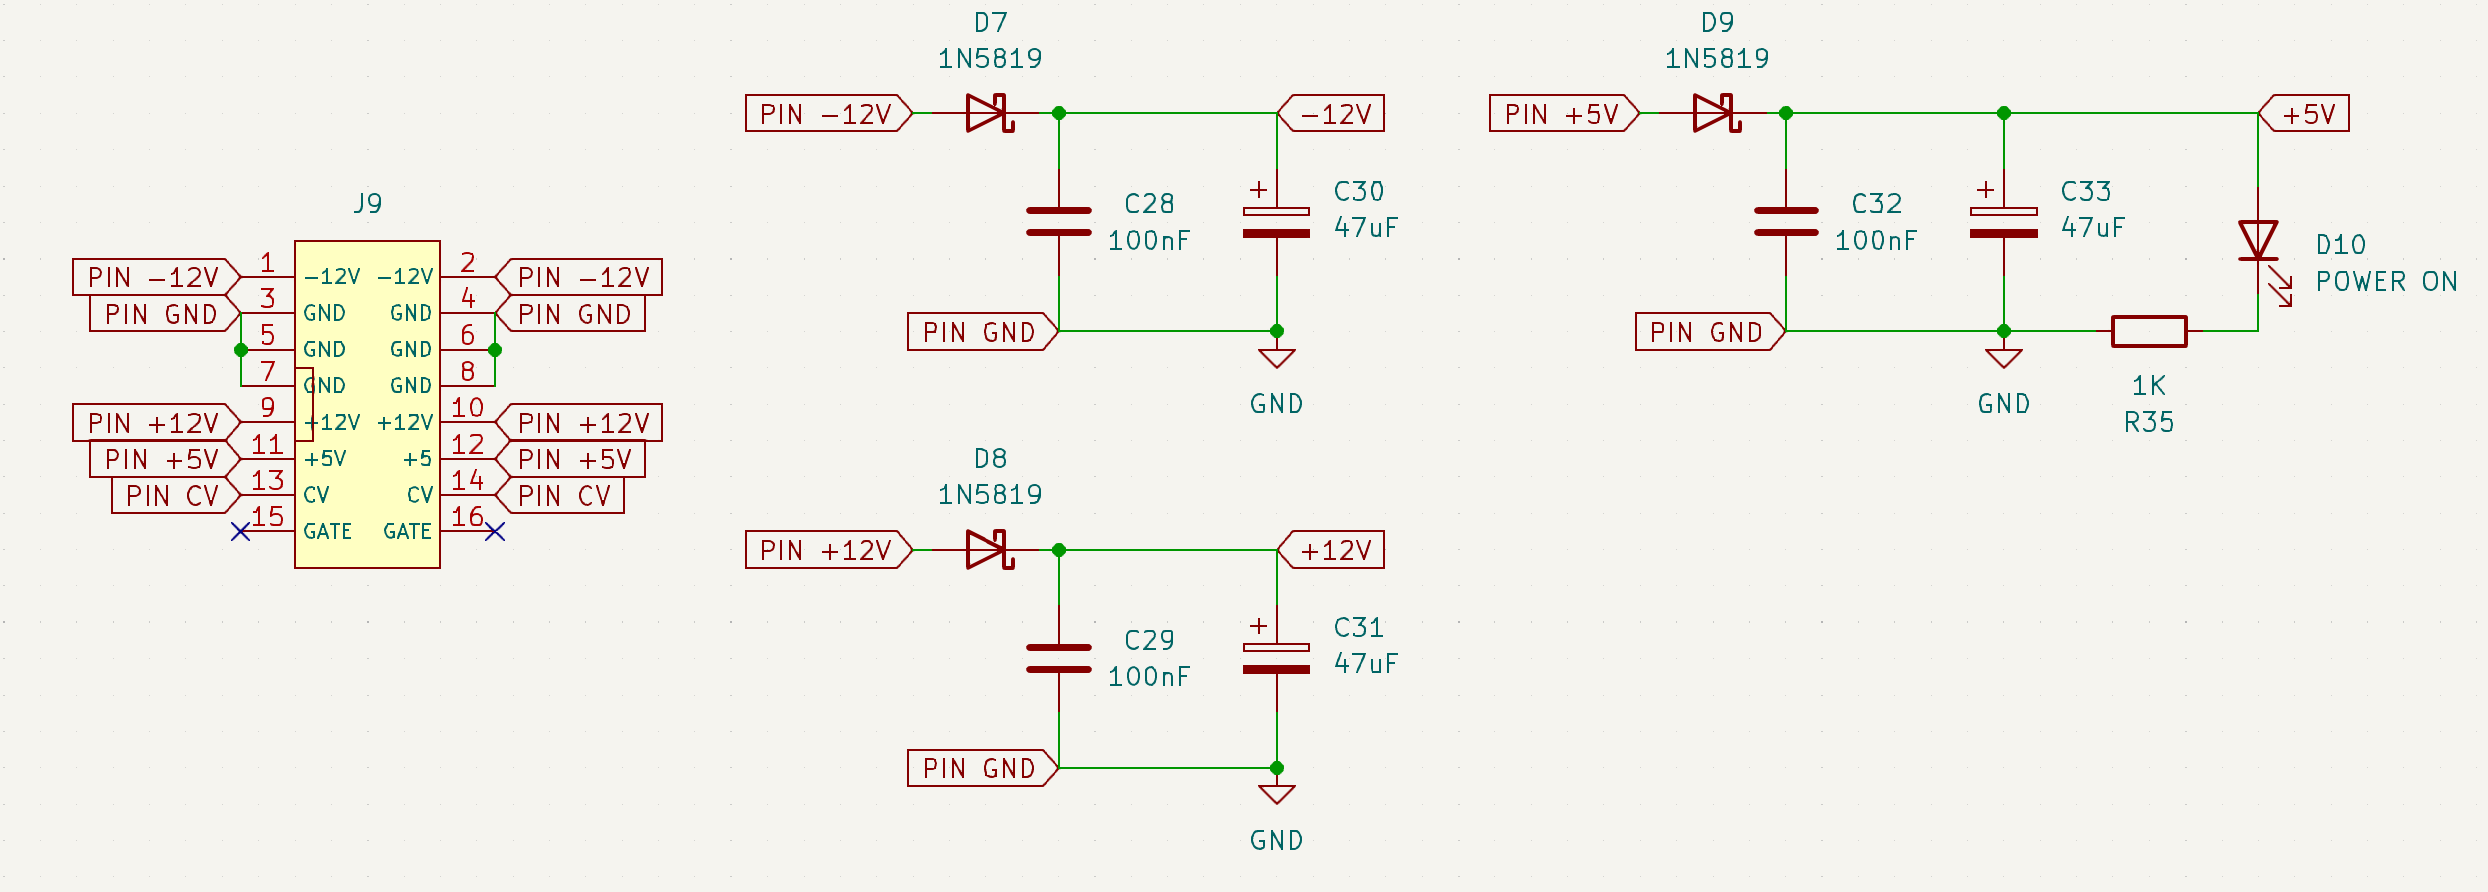 J9
1
2
PIN -12V
-12V
-12V
PIN -12V
3
4
PIN GND
GND
GND
PIN GND
5
6
GND
GND
7
8
GND
GND
9
10
PIN +12V
+12V
+12V
PIN +12V
11
12
PIN +5V
+5V
+5
PIN +5V
13
14
PIN CV
CV
CV
PIN CV
15
16
GATE
GATE
D7
1N5819
PIN -12V
-12V
+
C28
100nF
C30
47uF
PIN GND
GND
D8
1N5819
PIN +12V
+12V
+
C29
100nF
C31
47uF
PIN GND
GND
D9
1N5819
PIN +5V
+5V
+
C32
100nF
C33
47uF
D10
POWER ON
PIN GND
GND
1K
R35